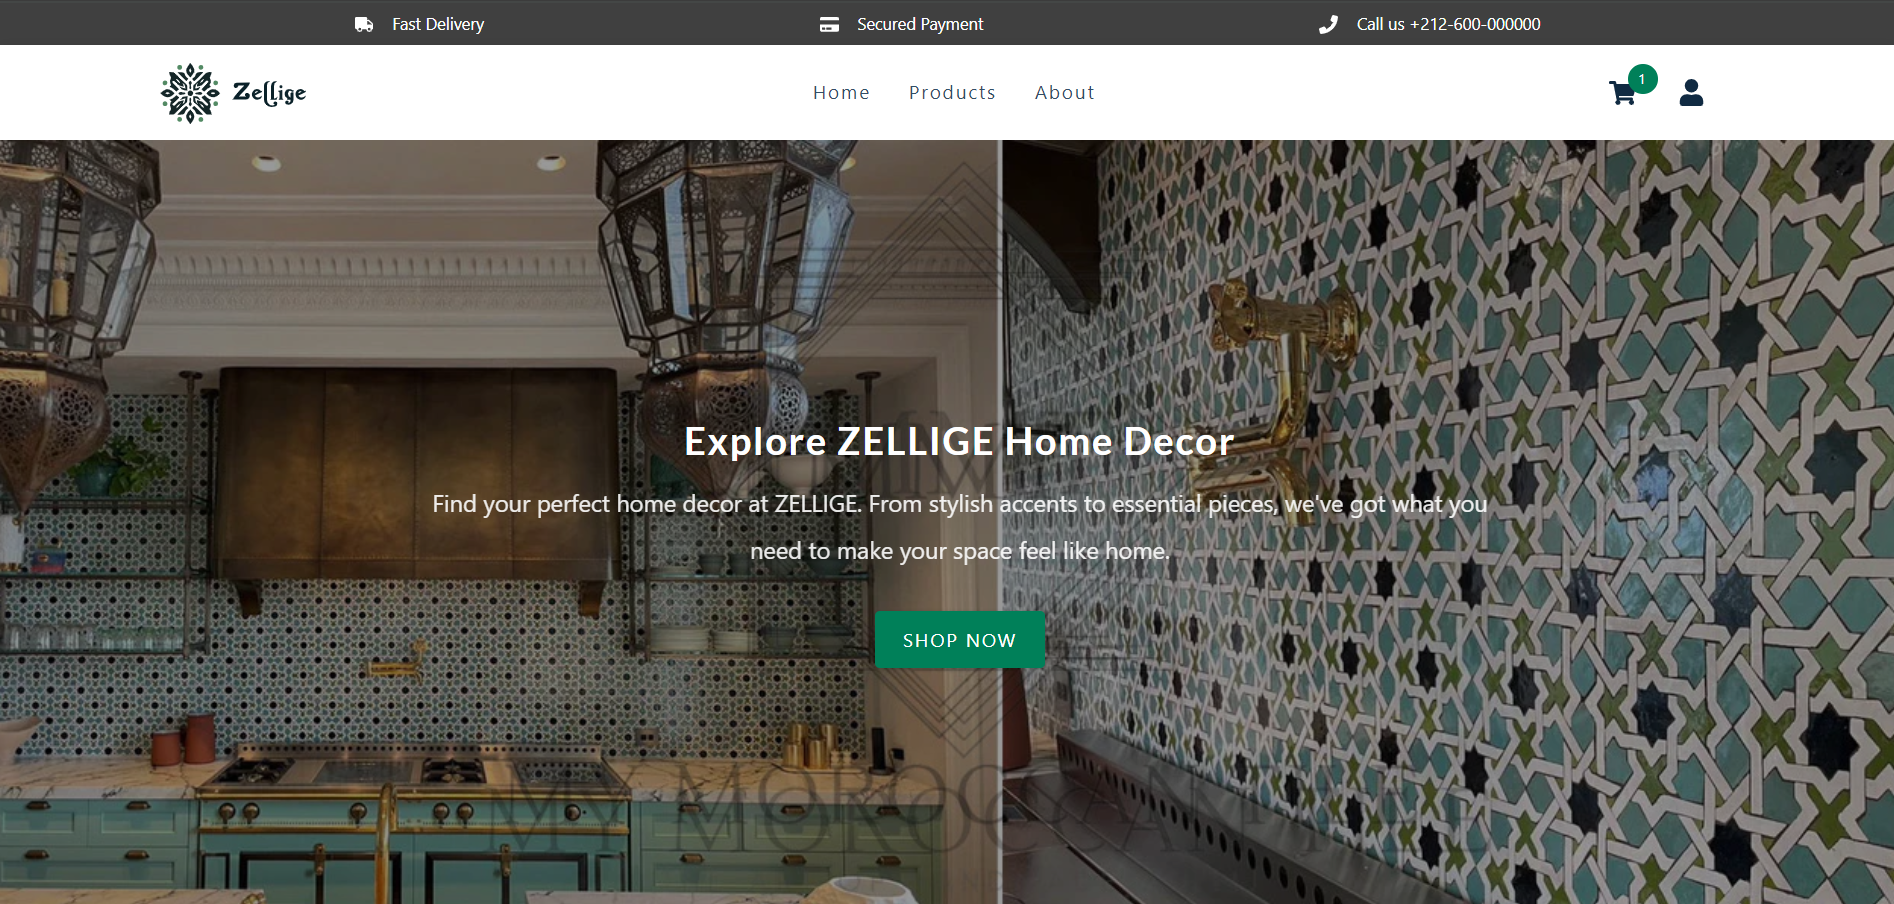 Fast Delivery
Secured Payment
Call us +212-600-000000
Zellige
Home
Products
About
1
Explore ZELLIGE Home Decor
Find your perfect home decor at ZELLIGE. From stylish accents to essential pieces, we've got what you
need to make your space feel like home.
SHOP NOW
MY MOROCCAN TILE